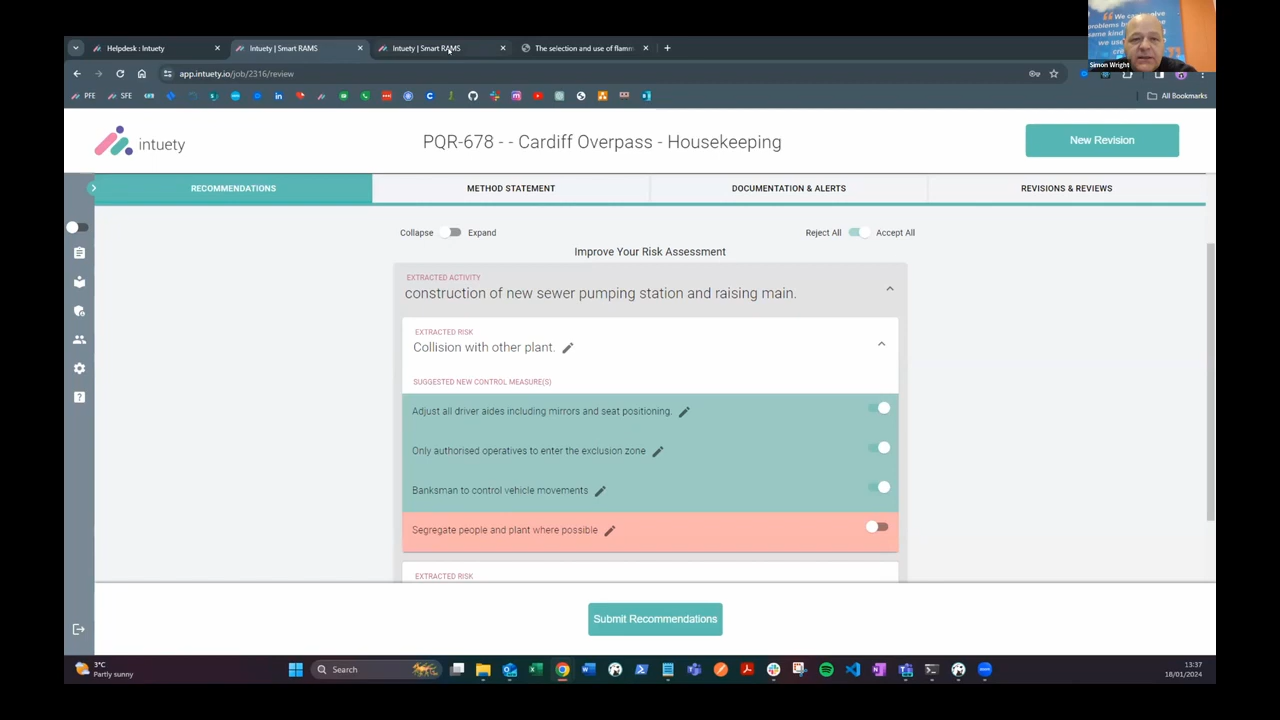 Helpdesk : Intuety
Intuety | Smart RAMS
Intuety | Smart RAMS
The selection and use of flamm
Simon Wright
app.intuety.io/job/2316/review
PFE
SFE
All Bookmarks
intuety
PQR-678 - - Cardiff Overpass - Housekeeping
New Revision
RECOMMENDATIONS
METHOD STATEMENT
DOCUMENTATION & ALERTS
REVISIONS & REVIEWS
Collapse
Expand
Reject All
Accept All
Improve Your Risk Assessment
EXTRACTED ACTIVITY
construction of new sewer pumping station and raising main.
EXTRACTED RISK
Collision with other plant.
SUGGESTED NEW CONTROL MEASURE(S)
Adjust all driver aides including mirrors and seat positioning.
Only authorised operatives to enter the exclusion zone
Banksman to control vehicle movements
Segregate people and plant where possible
EXTRACTED RISK
Submit Recommendations
3°C
Partly sunny
Search
13:37
18/01/2024